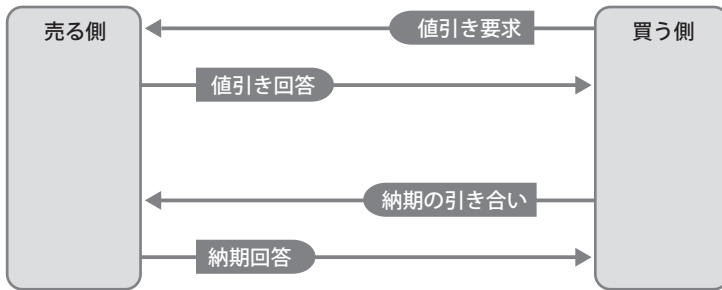 売る側
値引き要求
買う側
値引き回答
納期の引き合い
納期回答